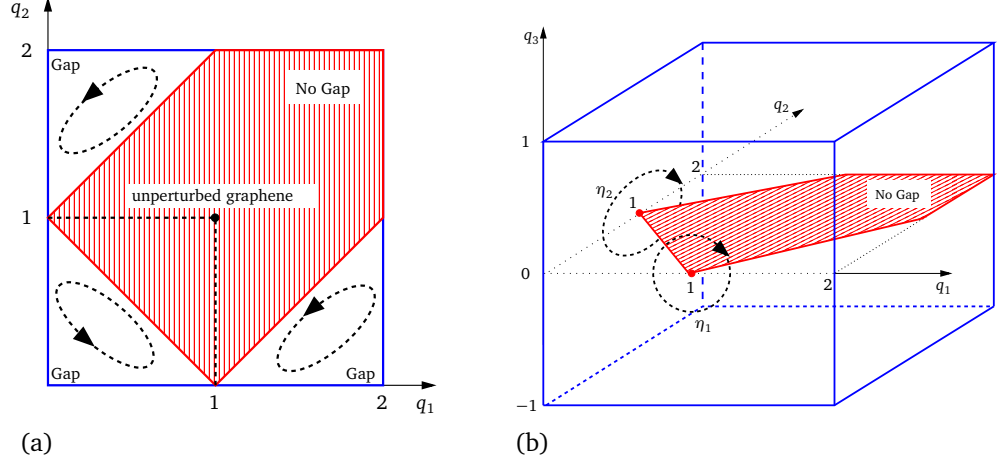 q2
2
Gap
No Gap
unperturbed graphene
1
Gap
Gap
1
2
q1
(a)
q3
q2
1
2
η2
1
No Gap
0
1
2
q1
η1
−1
(b)